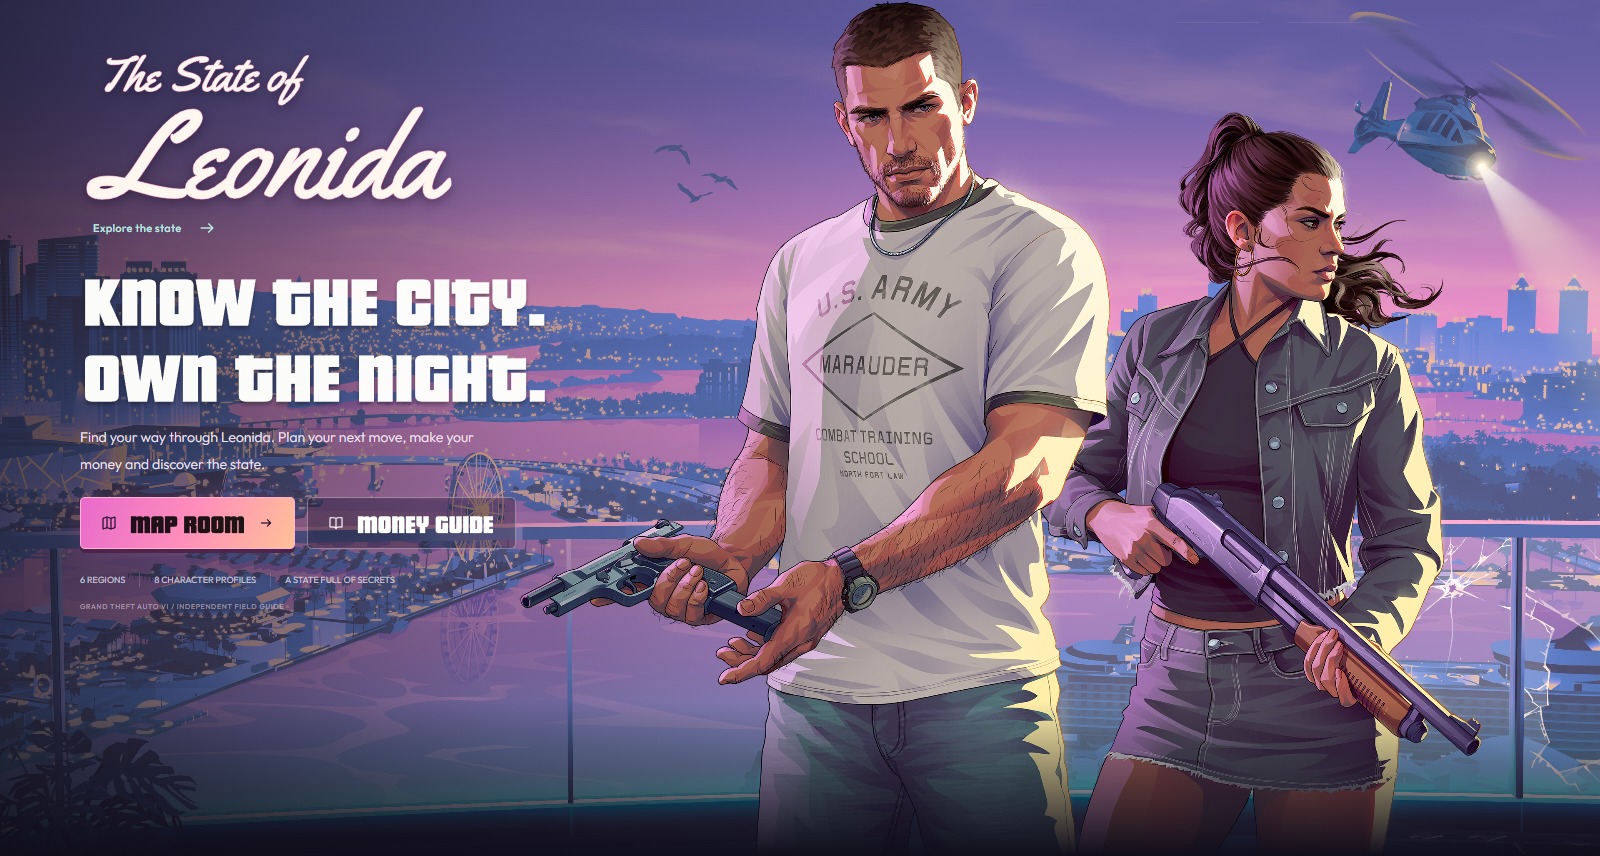 The State of
Leonida
Explore the state
KNOW THE CITY.
OWN THE NIGHT.
Find your way through Leonida. Plan your next move, make your
money and discover the state.
MAP ROOM
MONEY GUIDE
6 REGIONS
8 CHARACTER PROFILES
A STATE FULL OF SECRETS
GRAND THEFT AUTO VI / INDEPENDENT FIELD GUIDE
U.S. ARMY
MARAUDER
COMBAT TRAINING
SCHOOL
NORTH FORT LAW